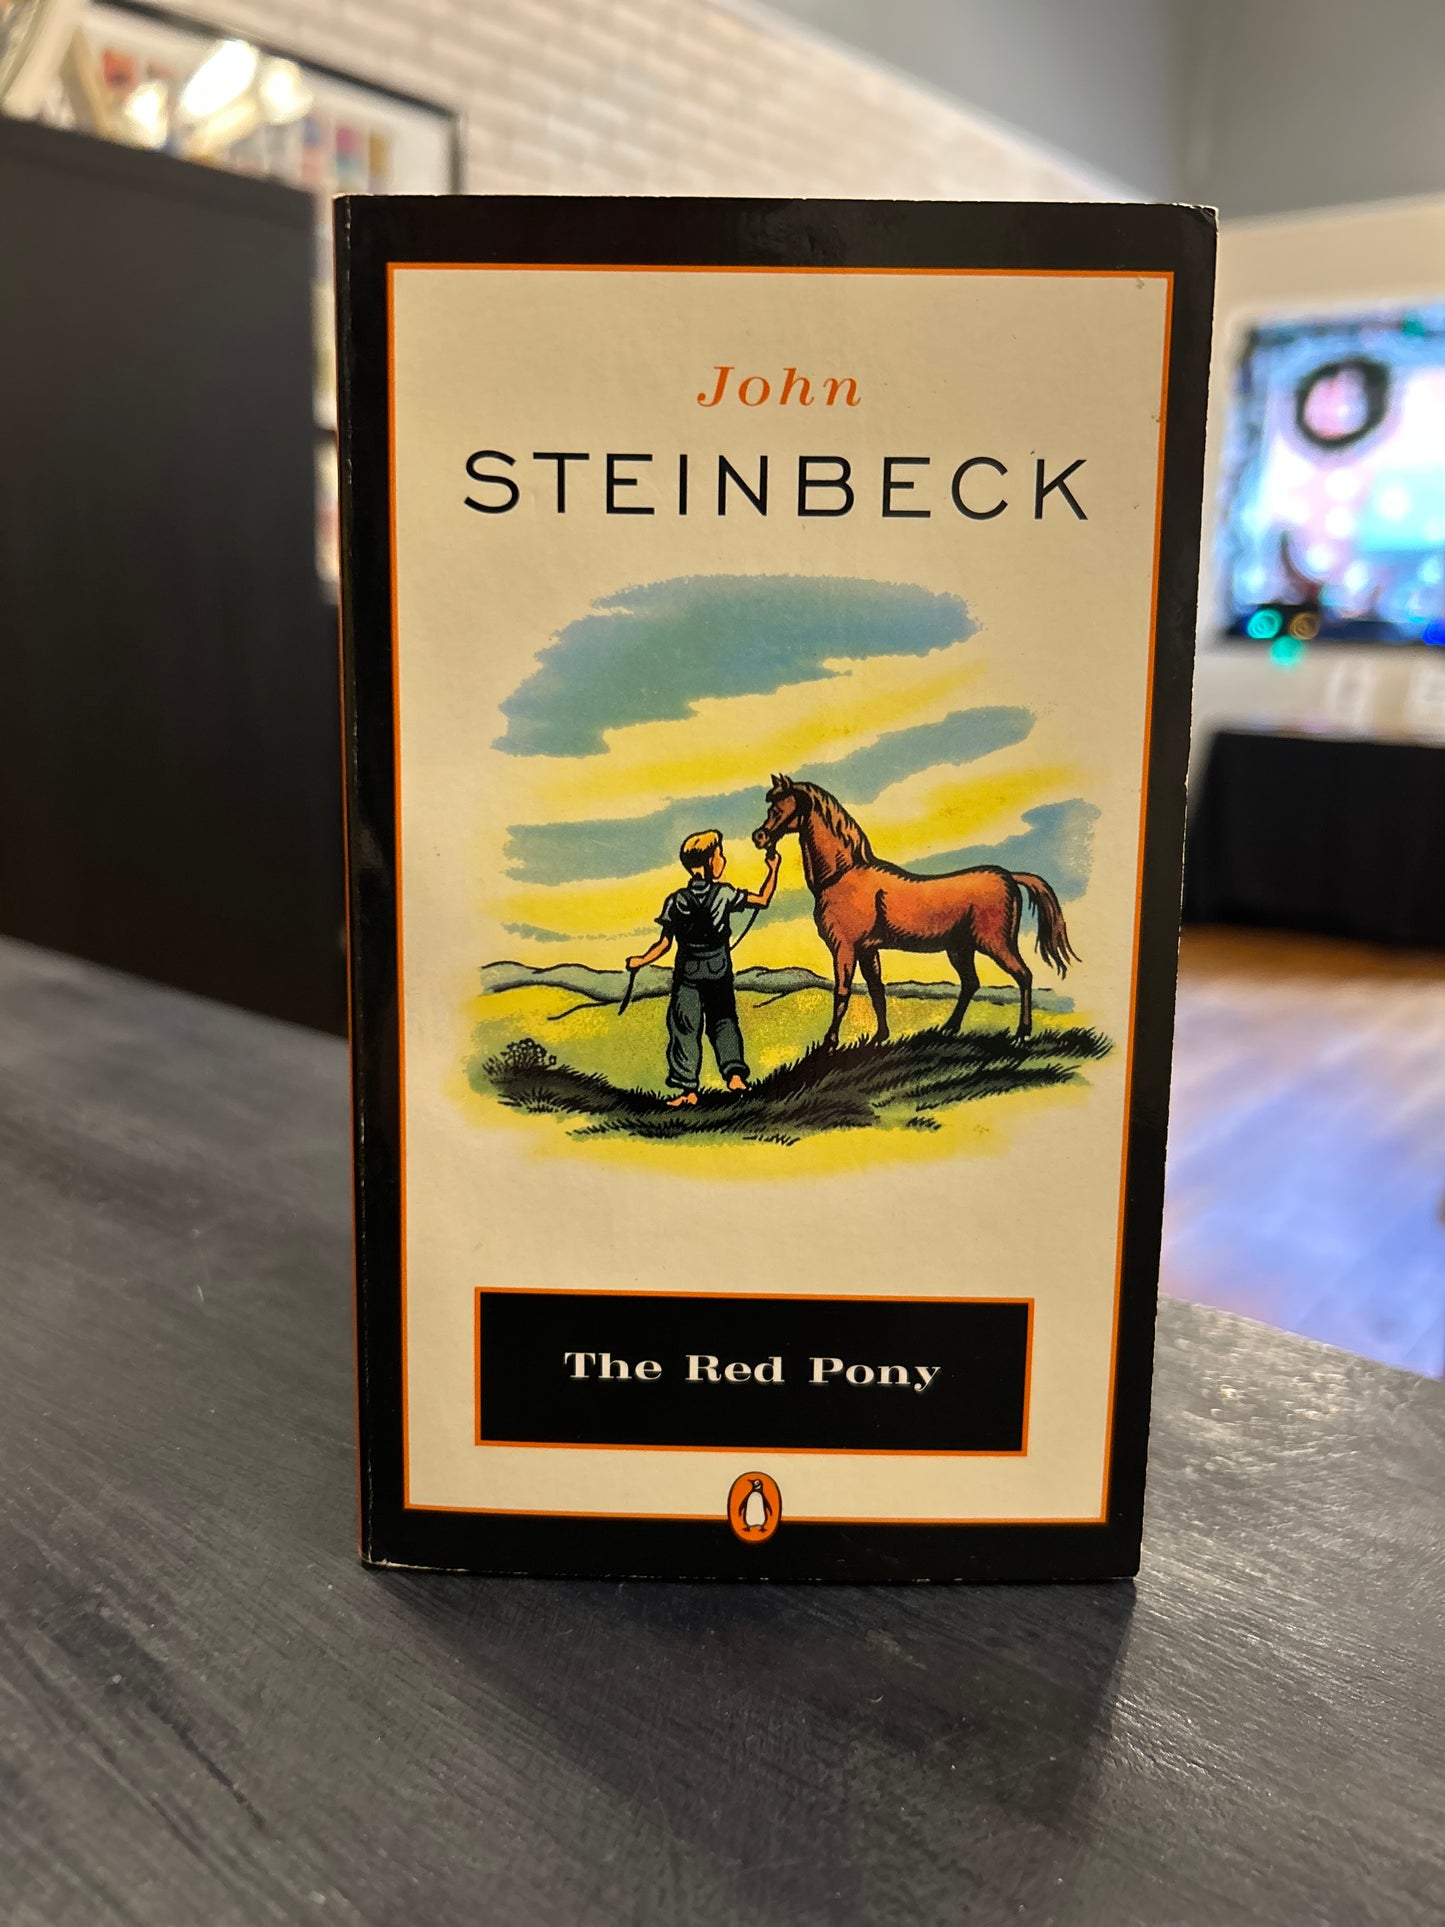 John
STEINBECK
The Red Pony